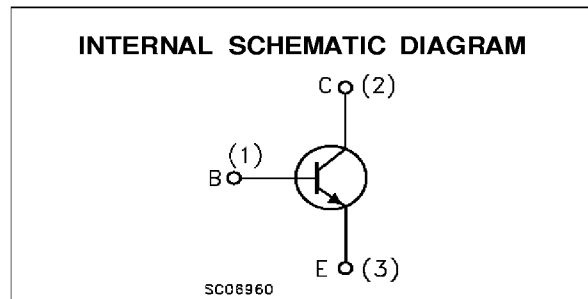 INTERNAL SCHEMATIC DIAGRAM
C (2)
(1)
B
E (3)
SC06960